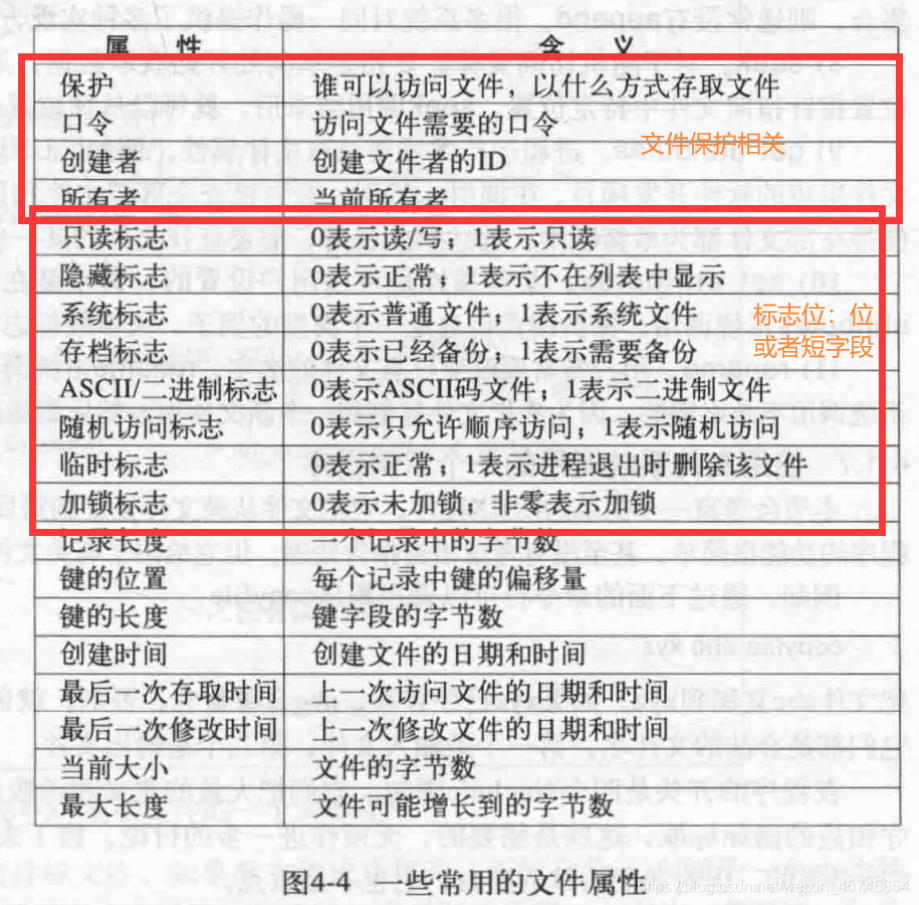 属 性 含 义
保护 谁可以访问文件，以什么方式存取文件
口令 访问文件需要的口令
文件保护相关
创建者 创建文件者的ID
所有者 当前所有者
只读标志 0表示读/写；1表示只读
隐藏标志 0表示正常；1表示不在列表中显示
系统标志 0表示普通文件；1表示系统文件
标志位：位
或者短字段
存档标志 0表示已经备份；1表示需要备份
ASCII/二进制标志 0表示ASCII码文件；1表示二进制文件
随机访问标志 0表示只允许顺序访问；1表示随机访问
临时标志 0表示正常；1表示进程退出时删除该文件
加锁标志 0表示未加锁；非零表示加锁
记录长度 一个记录中的字节数
键的位置 每个记录中键的偏移量
键的长度 键字段的字节数
创建时间 创建文件的日期和时间
最后一次存取时间 上一次访问文件的日期和时间
最后一次修改时间 上一次修改文件的日期和时间
当前大小 文件的字节数
最大长度 文件可能增长到的字节数
图4-4 一些常用的文件属性
https://blog.csdn.net/weixin_46745864